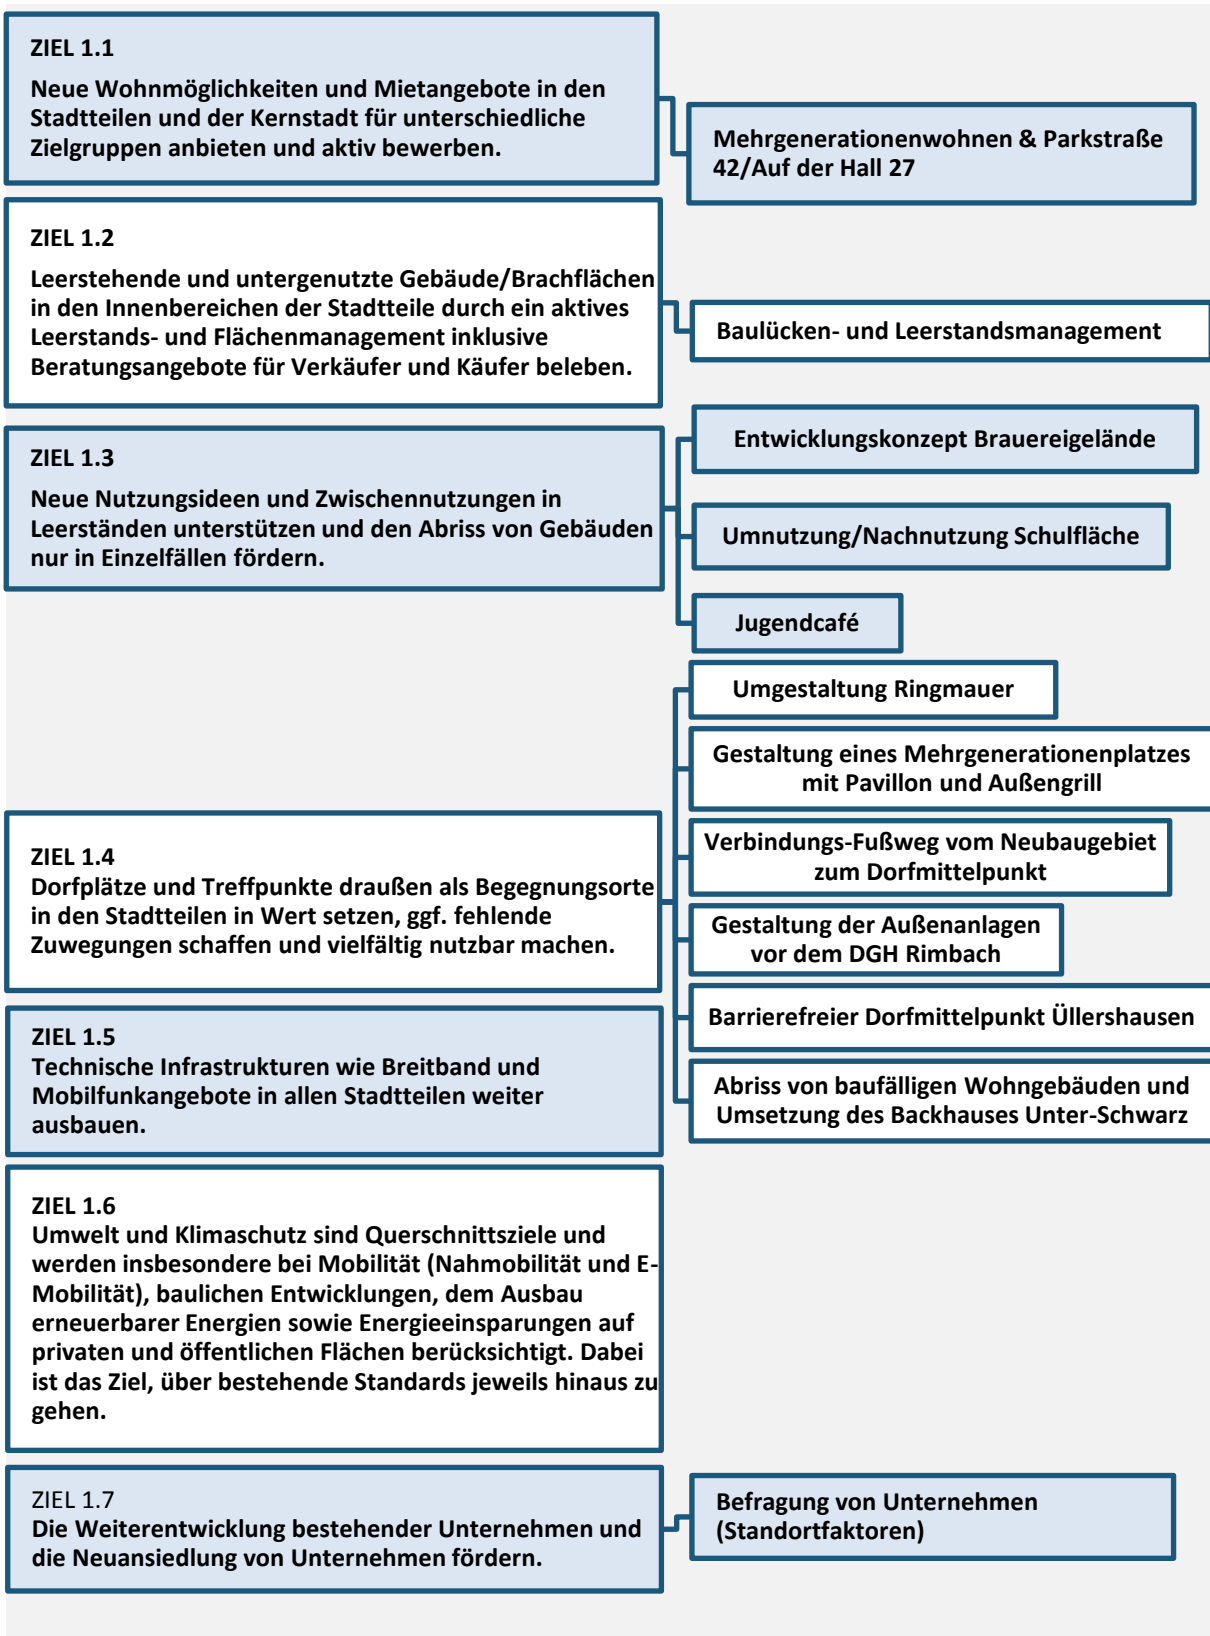 ZIEL 1.1
Neue Wohnmöglichkeiten und Mietangebote in den
Stadtteilen und der Kernstadt für unterschiedliche
Zielgruppen anbieten und aktiv bewerben.
Mehrgenerationenwohnen & Parkstraße
42/Auf der Hall 27
ZIEL 1.2
Leerstehende und untergenutzte Gebäude/Brachflächen
in den Innenbereichen der Stadtteile durch ein aktives
Leerstands- und Flächenmanagement inklusive
Beratungsangebote für Verkäufer und Käufer beleben.
Baulücken- und Leerstandsmanagement
ZIEL 1.3
Neue Nutzungsideen und Zwischennutzungen in
Leerständen unterstützen und den Abriss von Gebäuden
nur in Einzelfällen fördern.
Entwicklungskonzept Brauereigelände
Umnutzung/Nachnutzung Schulfläche
Jugendcafé
ZIEL 1.4
Dorfplätze und Treffpunkte draußen als Begegnungsorte
in den Stadtteilen in Wert setzen, ggf. fehlende
Zuwegungen schaffen und vielfältig nutzbar machen.
Umgestaltung Ringmauer
Gestaltung eines Mehrgenerationenplatzes
mit Pavillon und Außengrill
Verbindungs-Fußweg vom Neubaugebiet
zum Dorfmittelpunkt
Gestaltung der Außenanlagen
vor dem DGH Rimbach
Barrierefreier Dorfmittelpunkt Üllershausen
Abriss von baufälligen Wohngebäuden und
Umsetzung des Backhauses Unter-Schwarz
ZIEL 1.5
Technische Infrastrukturen wie Breitband und
Mobilfunkangebote in allen Stadtteilen weiter
ausbauen.
ZIEL 1.6
Umwelt und Klimaschutz sind Querschnittsziele und
werden insbesondere bei Mobilität (Nahmobilität und E-
Mobilität), baulichen Entwicklungen, dem Ausbau
erneuerbarer Energien sowie Energieeinsparungen auf
privaten und öffentlichen Flächen berücksichtigt. Dabei
ist das Ziel, über bestehende Standards jeweils hinaus zu
gehen.
ZIEL 1.7
Die Weiterentwicklung bestehender Unternehmen und
die Neuansiedlung von Unternehmen fördern.
Befragung von Unternehmen
(Standortfaktoren)